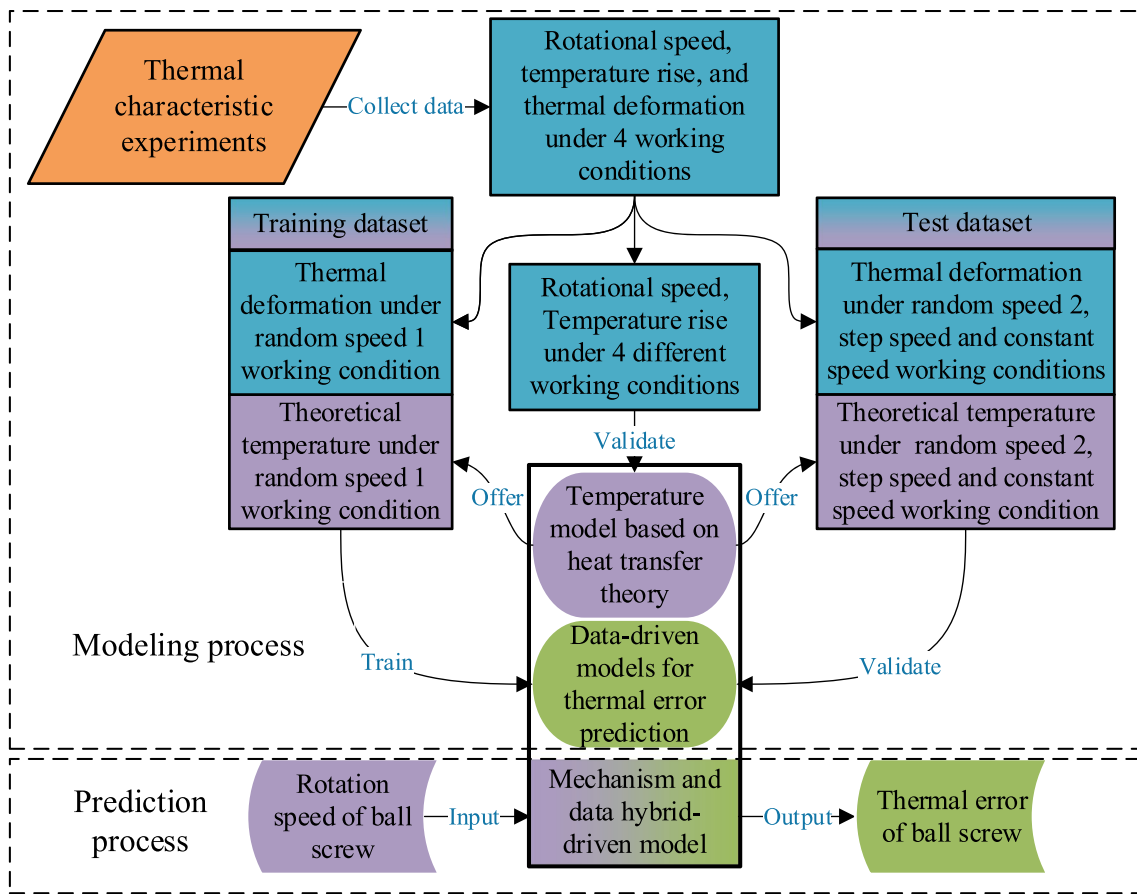 Thermal
characteristic
experiments
Collect data
Rotational speed,
temperature rise, and
thermal deformation
under 4 working
conditions
Training dataset
Thermal
deformation under
random speed 1
working condition
Theoretical
temperature under
random speed 1
working condition
Rotational speed,
Temperature rise
under 4 different
working conditions
Validate
Test dataset
Thermal deformation
under random speed 2,
step speed and constant
speed working conditions
Theoretical temperature
under random speed 2,
step speed and constant
speed working condition
Offer
Temperature
model based on
heat transfer
theory
Offer
Modeling process
Train
Data-driven
models for
thermal error
prediction
Validate
Prediction
process
Rotation
speed of ball
screw
Input
Mechanism and
data hybrid-
driven model
Output
Thermal error
of ball screw